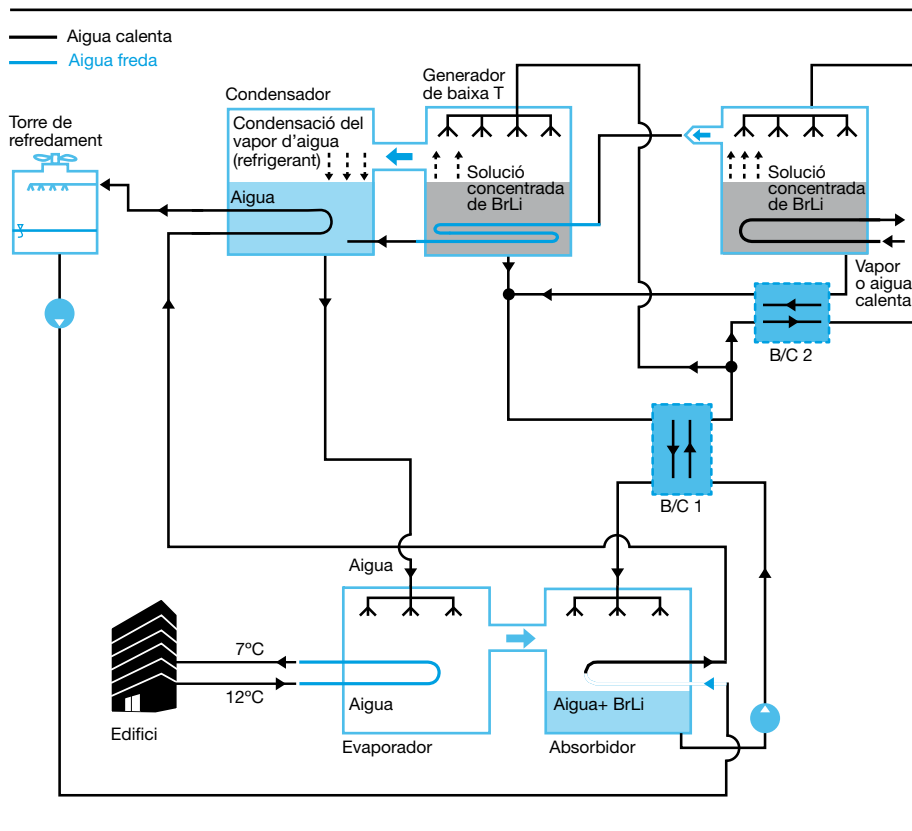 Aigua calenta
Aigua freda
Torre de
refredament
Condensador
Condensació del
vapor d’aigua
(refrigerant)
Aigua
Generador
de baixa T
Solució
concentrada
de BrLi
Solució
concentrada
de BrLi
Vapor
o aigua
calenta
B/C 2
B/C 1
Aigua
7ºC
12ºC
Edifici
Aigua
Evaporador
Aigua+ BrLi
Absorbidor